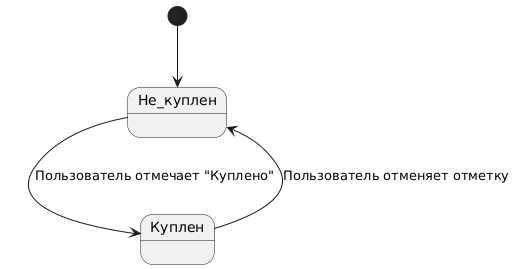 Не_куплен
Пользователь отмечает "Куплено"
Пользователь отменяет отметку
Куплен